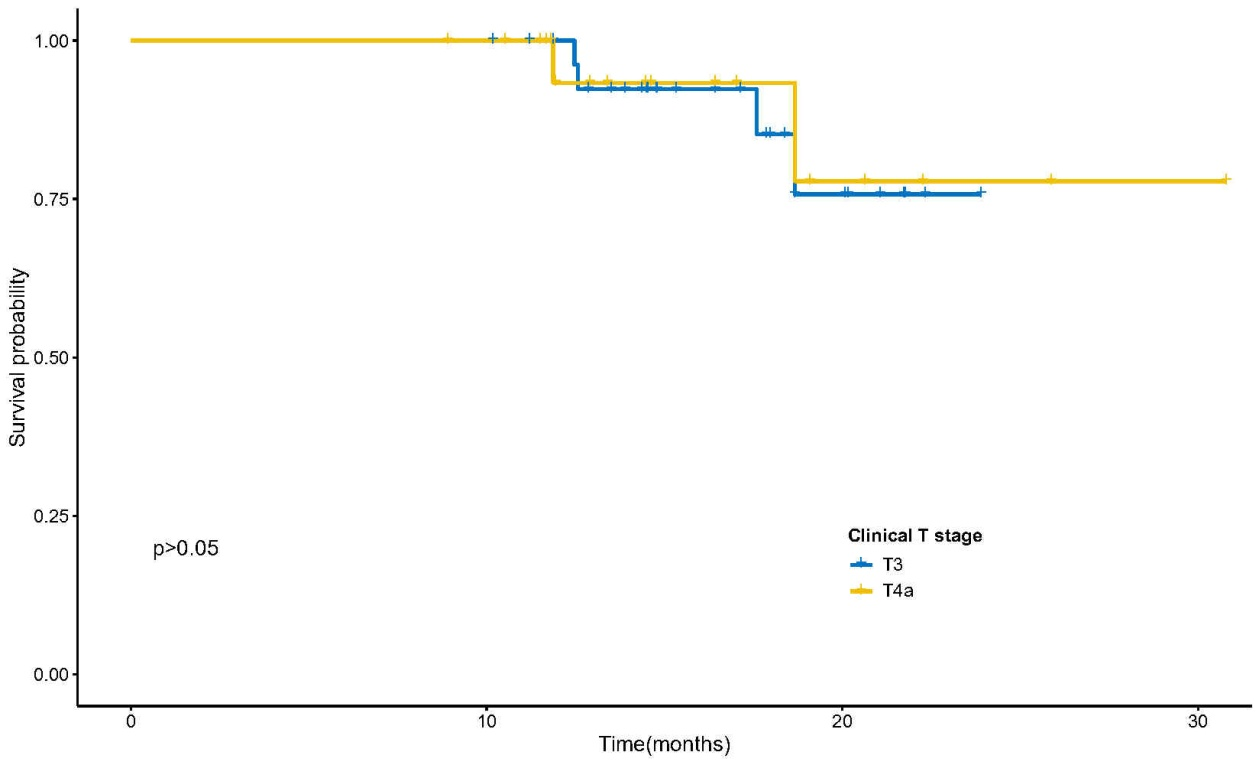 1.00
0.75
0.50
0.25
0.00
Survival probability
p>0.05
Clinical T stage
T3
T4a
0 10 20 30
Time(months)